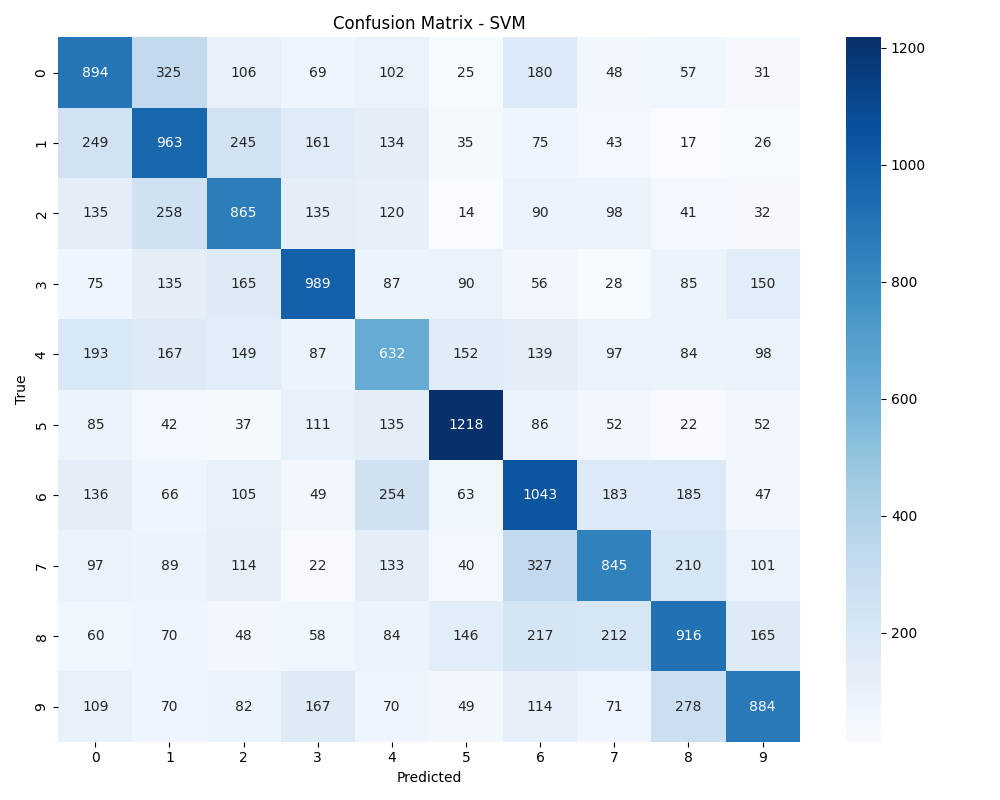 Confusion Matrix - SVM
0 894 325 106 69 102 25 180 48 57 31
1 249 963 245 161 134 35 75 43 17 26
2 135 258 865 135 120 14 90 98 41 32
3 75 135 165 989 87 90 56 28 85 150
4 193 167 149 87 632 152 139 97 84 98
5 85 42 37 111 135 1218 86 52 22 52
6 136 66 105 49 254 63 1043 183 185 47
7 97 89 114 22 133 40 327 845 210 101
8 60 70 48 58 84 146 217 212 916 165
9 109 70 82 167 70 49 114 71 278 884
0 1 2 3 4 5 6 7 8 9
Predicted
True
1200
1000
800
600
400
200